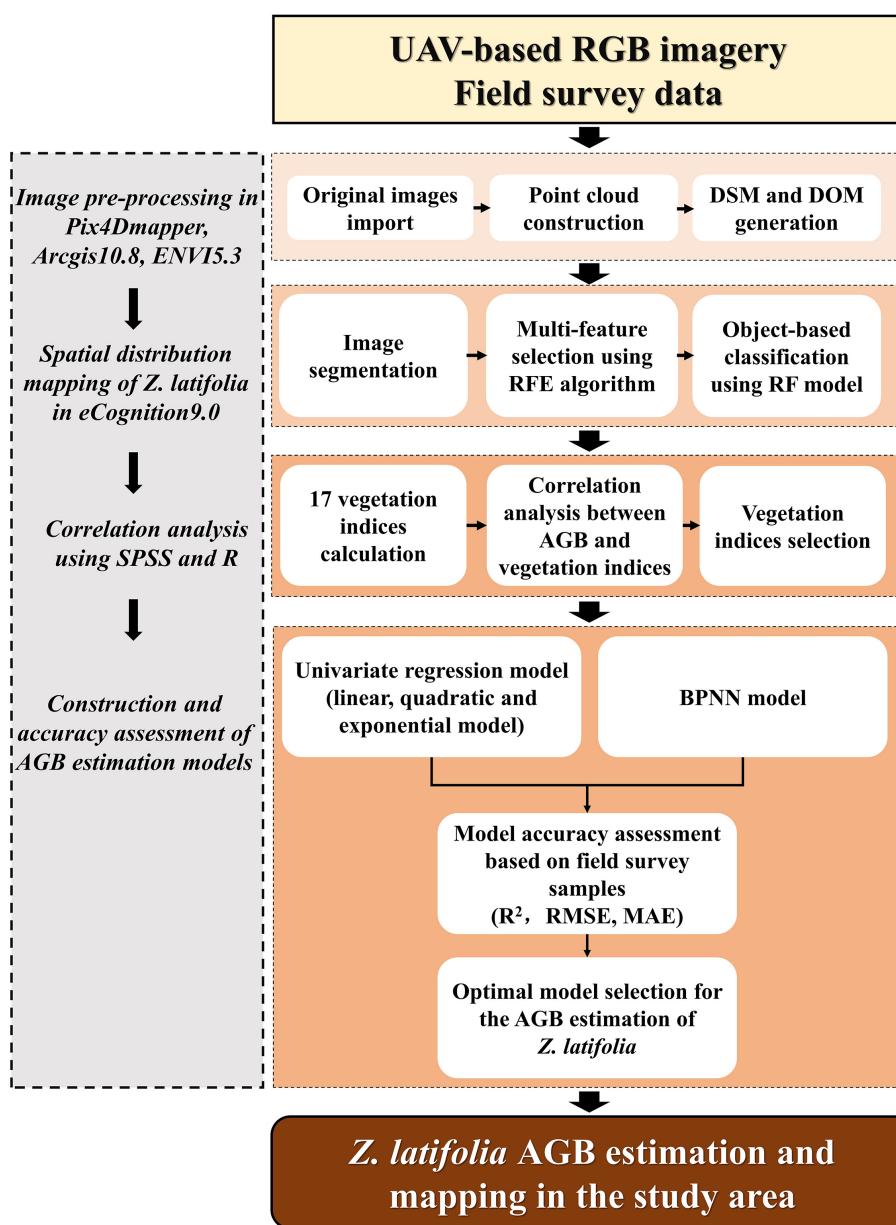 UAV-based RGB imagery
Field survey data
Image pre-processing in
Pix4Dmapper,
Arcgis10.8, ENVI5.3
Original images
import
Point cloud
construction
DSM and DOM
generation
Spatial distribution
mapping of Z. latifolia
in eCognition9.0
Image
segmentation
Multi-feature
selection using
RFE algorithm
Object-based
classification
using RF model
Correlation analysis
using SPSS and R
17 vegetation
indices
calculation
Correlation
analysis between
AGB and
vegetation indices
Vegetation
indices selection
Construction and
accuracy assessment of
AGB estimation models
Univariate regression model
(linear, quadratic and
exponential model)
BPNN model
Model accuracy assessment
based on field survey
samples
(R²，RMSE, MAE)
Optimal model selection for
the AGB estimation of
Z. latifolia
Z. latifolia AGB estimation and
mapping in the study area